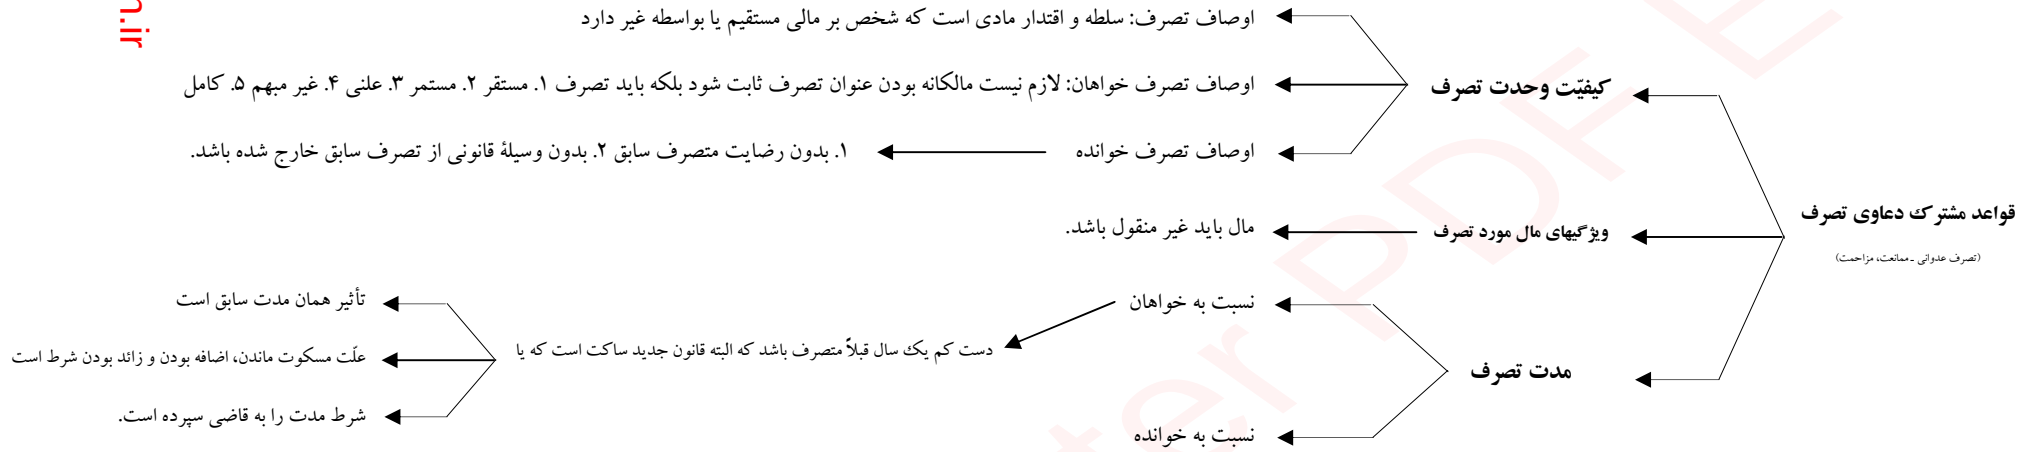 قواعد مشترک دعاوی تصرف
(تصرف عدوانی - ممانعت، مزاحمت)
کیفیّت وحدت تصرف
اوصاف تصرف: سلطه و اقتدار مادی است که شخص بر مالی مستقیم یا بواسطه غیر دارد
اوصاف تصرف خواهان: لازم نیست مالکانه بودن عنوان تصرف ثابت شود بلکه باید تصرف ۱. مستقر ۲. مستمر ۳. علنی ۴. غیر مبهم ۵. کامل
اوصاف تصرف خوانده
۱. بدون رضایت متصرف سابق ۲. بدون وسیلهٔ قانونی از تصرف سابق خارج شده باشد.
ویژگیهای مال مورد تصرف
مال باید غیر منقول باشد.
مدت تصرف
نسبت به خواهان
دست کم یک سال قبلاً متصرف باشد که البته قانون جدید ساکت است که یا
تأثیر همان مدت سابق است
علّت مسکوت ماندن، اضافه بودن و زائد بودن شرط است
شرط مدت را به قاضی سپرده است.
نسبت به خوانده
n.ir
ter PDF E